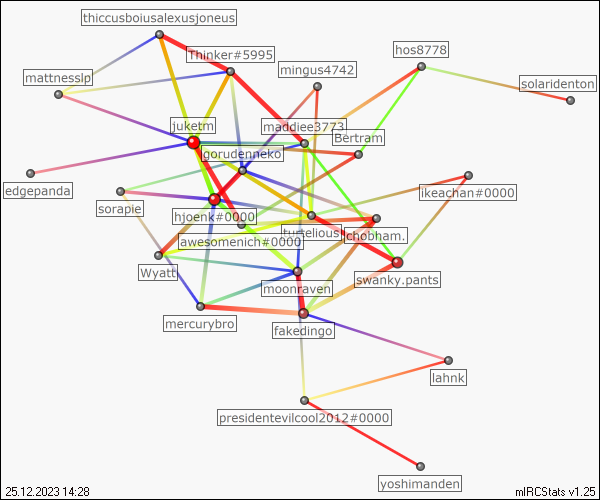 thiccusboiusalexusjoneus
hos8778
Thinker#5995
mingus4742
mattnesslp
solaridenton
juketm
maddiee3773
Bertram
gorudenneko
edgepanda
ikeachan#0000
sorapie
hjoenk#0000
turtelious
chobham.
awesomenich#0000
Wyatt
swanky.pants
moonraven
mercurybro
fakedingo
lahnk
presidentevilcool2012#0000
yoshimanden
25.12.2023 14:28
mIRCStats v1.25